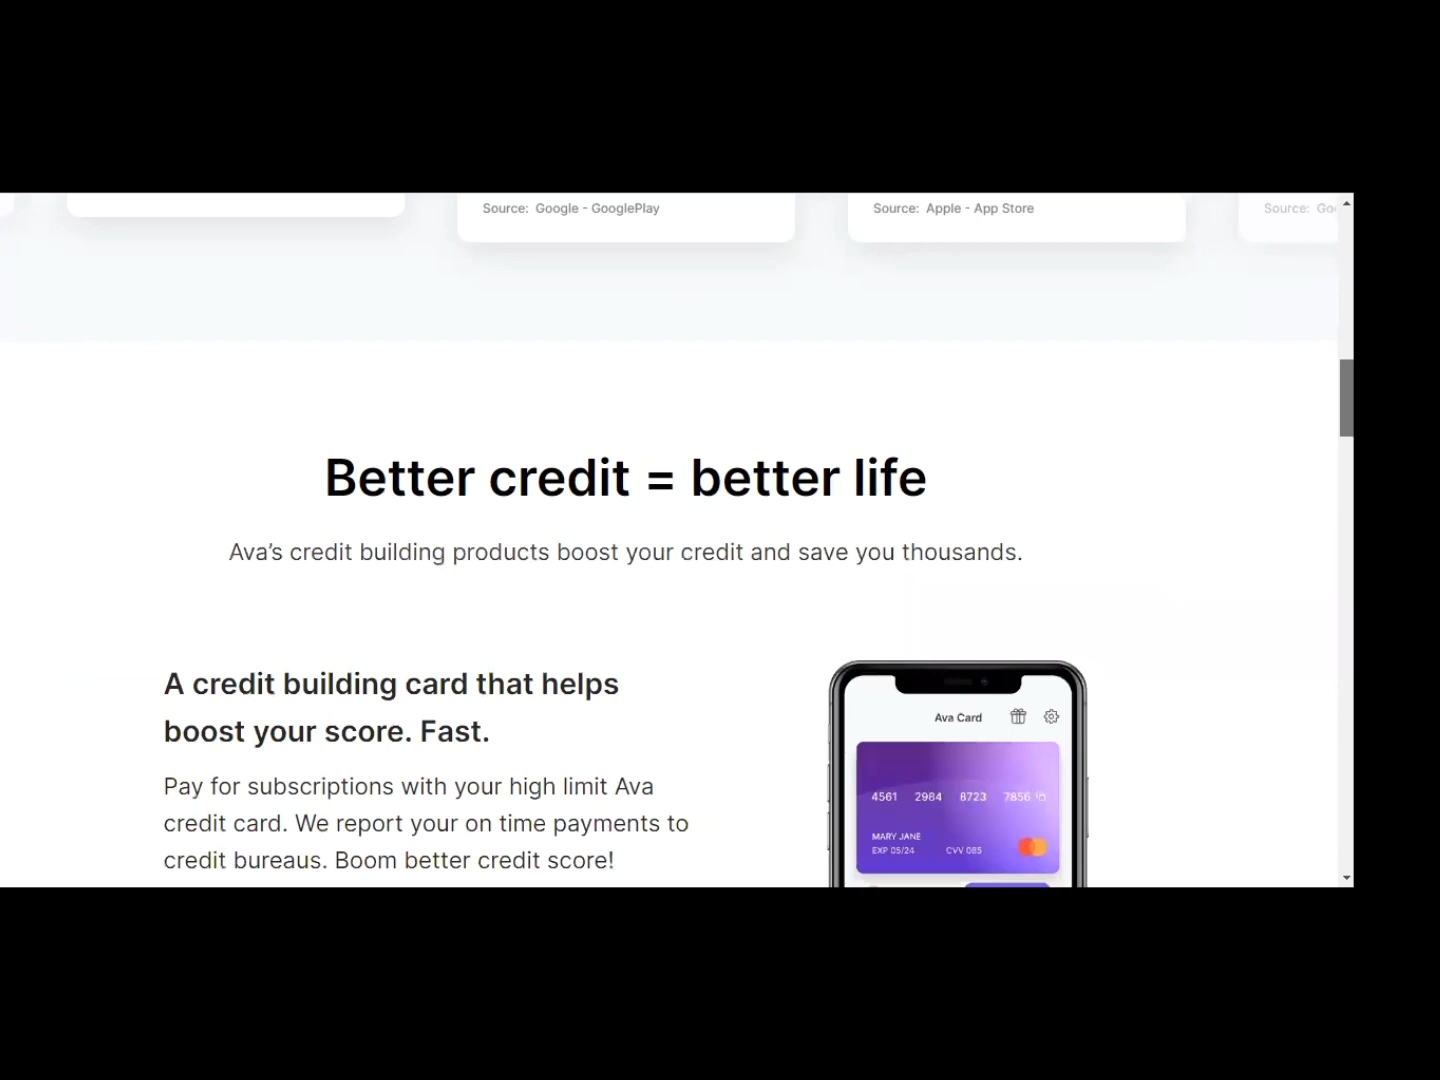 Source: Google - GooglePlay
Source: Apple - App Store
Source:
Better credit = better life
Ava’s credit building products boost your credit and save you thousands.
A credit building card that helps
boost your score. Fast.
Pay for subscriptions with your high limit Ava
credit card. We report your on time payments to
credit bureaus. Boom better credit score!
Ava Card
4561 2984 8723 7856
MARY JANE
EXP 05/24 CVV 085